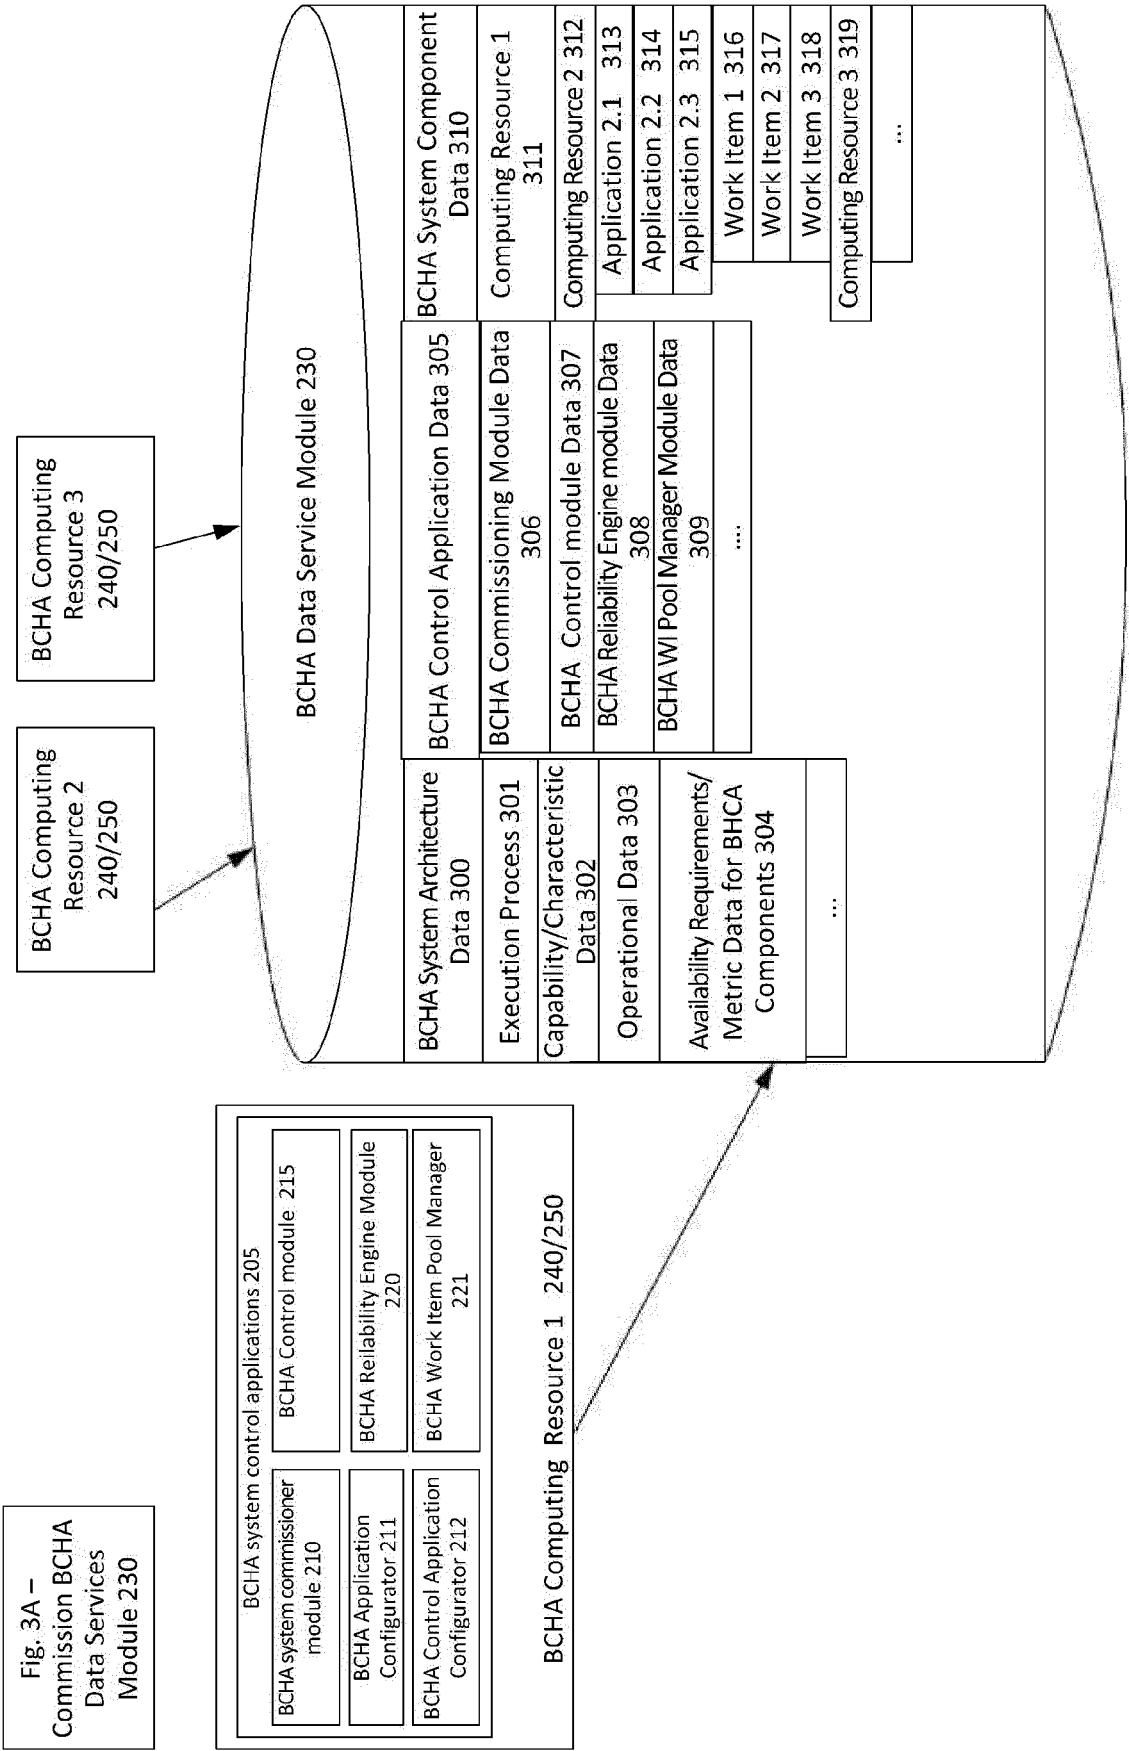 Fig. 3A –
Commission BCHA
Data Services
Module 230
BCHA Computing
Resource 2
240/250
BCHA Computing
Resource 3
240/250
BCHA system control applications 205
BCHA system commissioner
module 210
BCHA Control module 215
BCHA Application
Configurator 211
BCHA Reilability Engine Module
220
BCHA Control Application
Configurator 212
BCHA Work Item Pool Manager
221
BCHA Computing Resource 1 240/250
BCHA Data Service Module 230
BCHA System Architecture
Data 300
Execution Process 301
Capability/Characteristic
Data 302
Operational Data 303
Availability Requirements/
Metric Data for BHCA
Components 304
...
BCHA Control Application Data 305
BCHA Commissioning Module Data
306
BCHA Control module Data 307
BCHA Reliability Engine module Data
308
BCHA WI Pool Manager Module Data
309
....
BCHA System Component
Data 310
Computing Resource 1
311
Computing Resource 2 312
Application 2.1 313
Application 2.2 314
Application 2.3 315
Work Item 1 316
Work Item 2 317
Work Item 3 318
Computing Resource 3 319
...